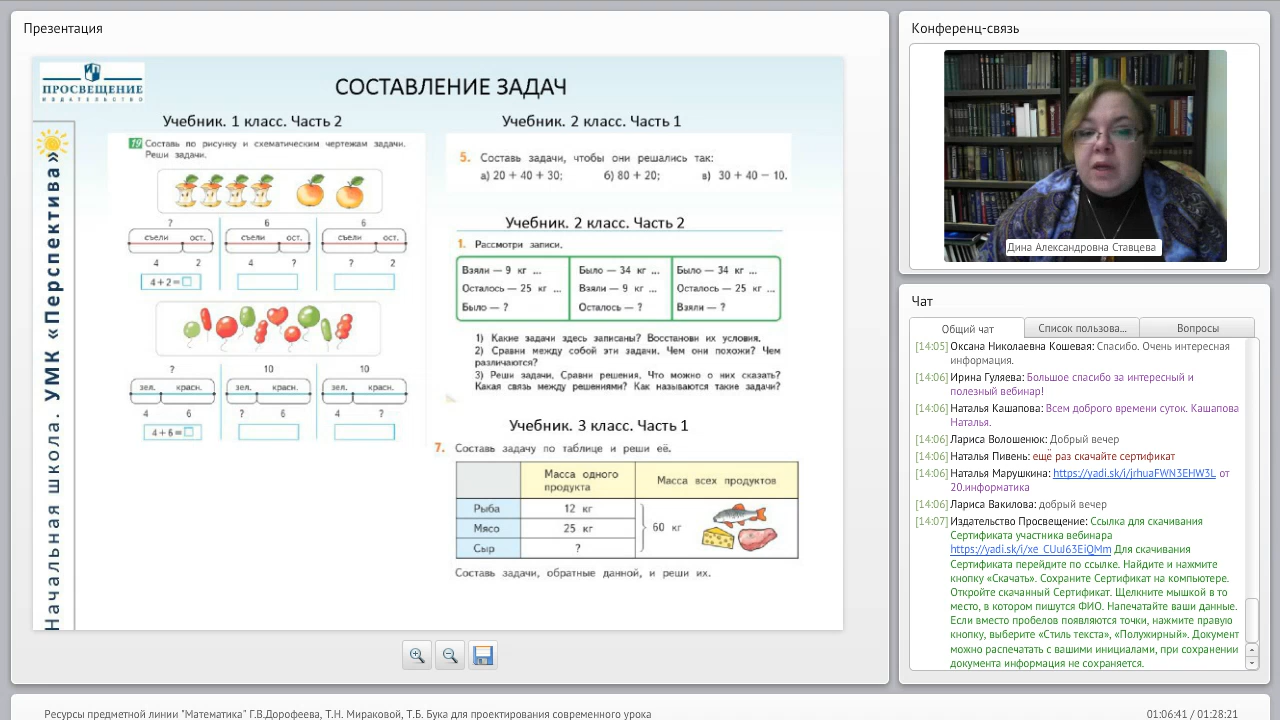 Презентация
ПРОСВЕЩЕНИЕ
ИЗДАТЕЛЬСТВО
Начальная школа. УМК «Перспектива»
СОСТАВЛЕНИЕ ЗАДАЧ
Учебник. 1 класс. Часть 2
19 Составь по рисунку и схематическим чертежам задачи.
Реши задачи.
? 6 6
съели ост. съели ост. съели ост.
4 2 4 ? ? 2
4 + 2 =
? 10 10
зел. красн. зел. красн. зел. красн.
4 6 ? 6 4 ?
4 + 6 =
Учебник. 2 класс. Часть 1
5. Составь задачи, чтобы они решались так:
а) 20 + 40 + 30; б) 80 + 20; в) 30 + 40 − 10.
Учебник. 2 класс. Часть 2
1. Рассмотри записи.
Взяли — 9 кг ... Было — 34 кг ... Было — 34 кг ...
Осталось — 25 кг ... Взяли — 9 кг ... Осталось — 25 кг ...
Было — ? Осталось — ? Взяли — ?
1) Какие задачи здесь записаны? Восстанови их условия.
2) Сравни между собой эти задачи. Чем они похожи? Чем
различаются?
3) Реши задачи. Сравни решения. Что можно о них сказать?
Какая связь между решениями? Как называются такие задачи?
Учебник. 3 класс. Часть 1
7. Составь задачу по таблице и реши её.
Масса одного продукта Масса всех продуктов
Рыба 12 кг
Мясо 25 кг 60 кг
Сыр ?
Составь задачи, обратные данной, и реши их.
Конференц-связь
Дина Александровна Ставцева
Чат
Общий чат Список пользова... Вопросы
[14:05] Оксана Николаевна Кошевая: Спасибо. Очень интересная
информация.
[14:06] Ирина Гуляева: Большое спасибо за интересный и
полезный вебинар!
[14:06] Наталья Кашапова: Всем доброго времени суток. Кашапова
Наталья.
[14:06] Лариса Волошенюк: Добрый вечер
[14:06] Наталья Пивень: ещё раз скачайте сертификат
[14:06] Наталья Марушкина: https://yadi.sk/i/jrhuaFWN3EHW3L от
20.информатика
[14:06] Лариса Вакилова: добрый вечер
[14:07] Издательство Просвещение: Ссылка для скачивания
Сертификата участника вебинара
https://yadi.sk/i/xe_CUuJ63EiQMm Для скачивания
Сертификата перейдите по ссылке. Найдите и нажмите
кнопку «Скачать». Сохраните Сертификат на компьютере.
Откройте скачанный Сертификат. Щелкните мышкой в то
место, в котором пишутся ФИО. Напечатайте ваши данные.
Если вместо пробелов появляются точки, нажмите правую
кнопку, выберите «Стиль текста», «Полужирный». Документ
можно распечатать с вашими инициалами, при сохранении
документа информация не сохраняется.
Ресурсы предметной линии "Математика" Г.В.Дорофеева, Т.Н. Мираковой, Т.Б. Бука для проектирования современного урока
01:06:41 / 01:28:21